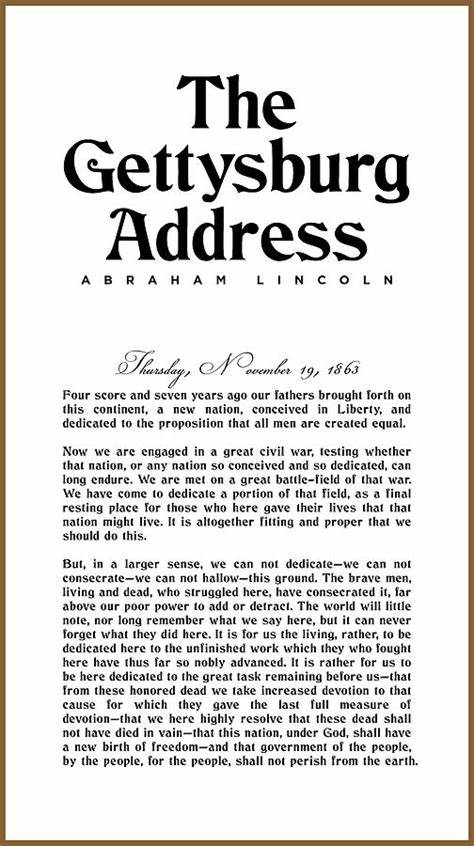 The
Gettysburg
Address
ABRAHAM LINCOLN
Thursday, November 19, 1863
Four score and seven years ago our fathers brought forth on
this continent, a new nation, conceived in Liberty, and
dedicated to the proposition that all men are created equal.
Now we are engaged in a great civil war, testing whether
that nation, or any nation so conceived and so dedicated, can
long endure. We are met on a great battle-field of that war.
We have come to dedicate a portion of that field, as a final
resting place for those who here gave their lives that that
nation might live. It is altogether fitting and proper that we
should do this.
But, in a larger sense, we can not dedicate—we can not
consecrate—we can not hallow—this ground. The brave men,
living and dead, who struggled here, have consecrated it, far
above our poor power to add or detract. The world will little
note, nor long remember what we say here, but it can never
forget what they did here. It is for us the living, rather, to be
dedicated here to the unfinished work which they who fought
here have thus far so nobly advanced. It is rather for us to
be here dedicated to the great task remaining before us—that
from these honored dead we take increased devotion to that
cause for which they gave the last full measure of
devotion—that we here highly resolve that these dead shall
not have died in vain—that this nation, under God, shall have
a new birth of freedom—and that government of the people,
by the people, for the people, shall not perish from the earth.